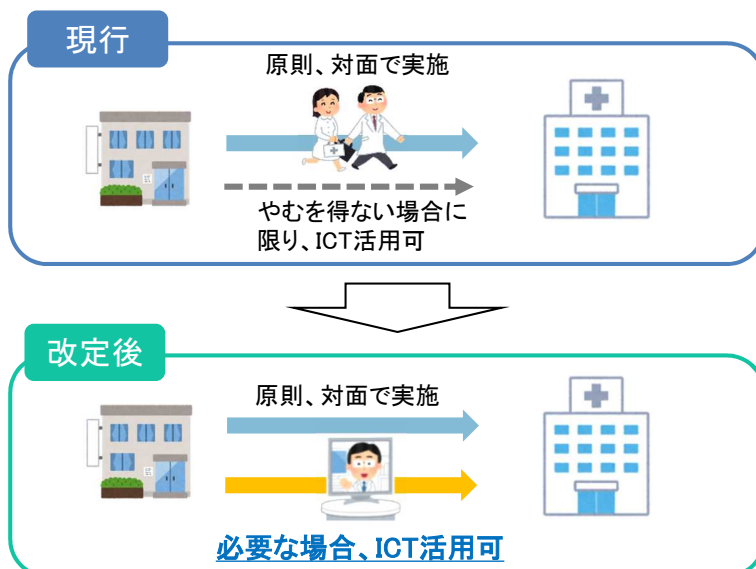 現行
原則、対面で実施
やむを得ない場合に
限り、ICT活用可
改定後
原則、対面で実施
必要な場合、ICT活用可